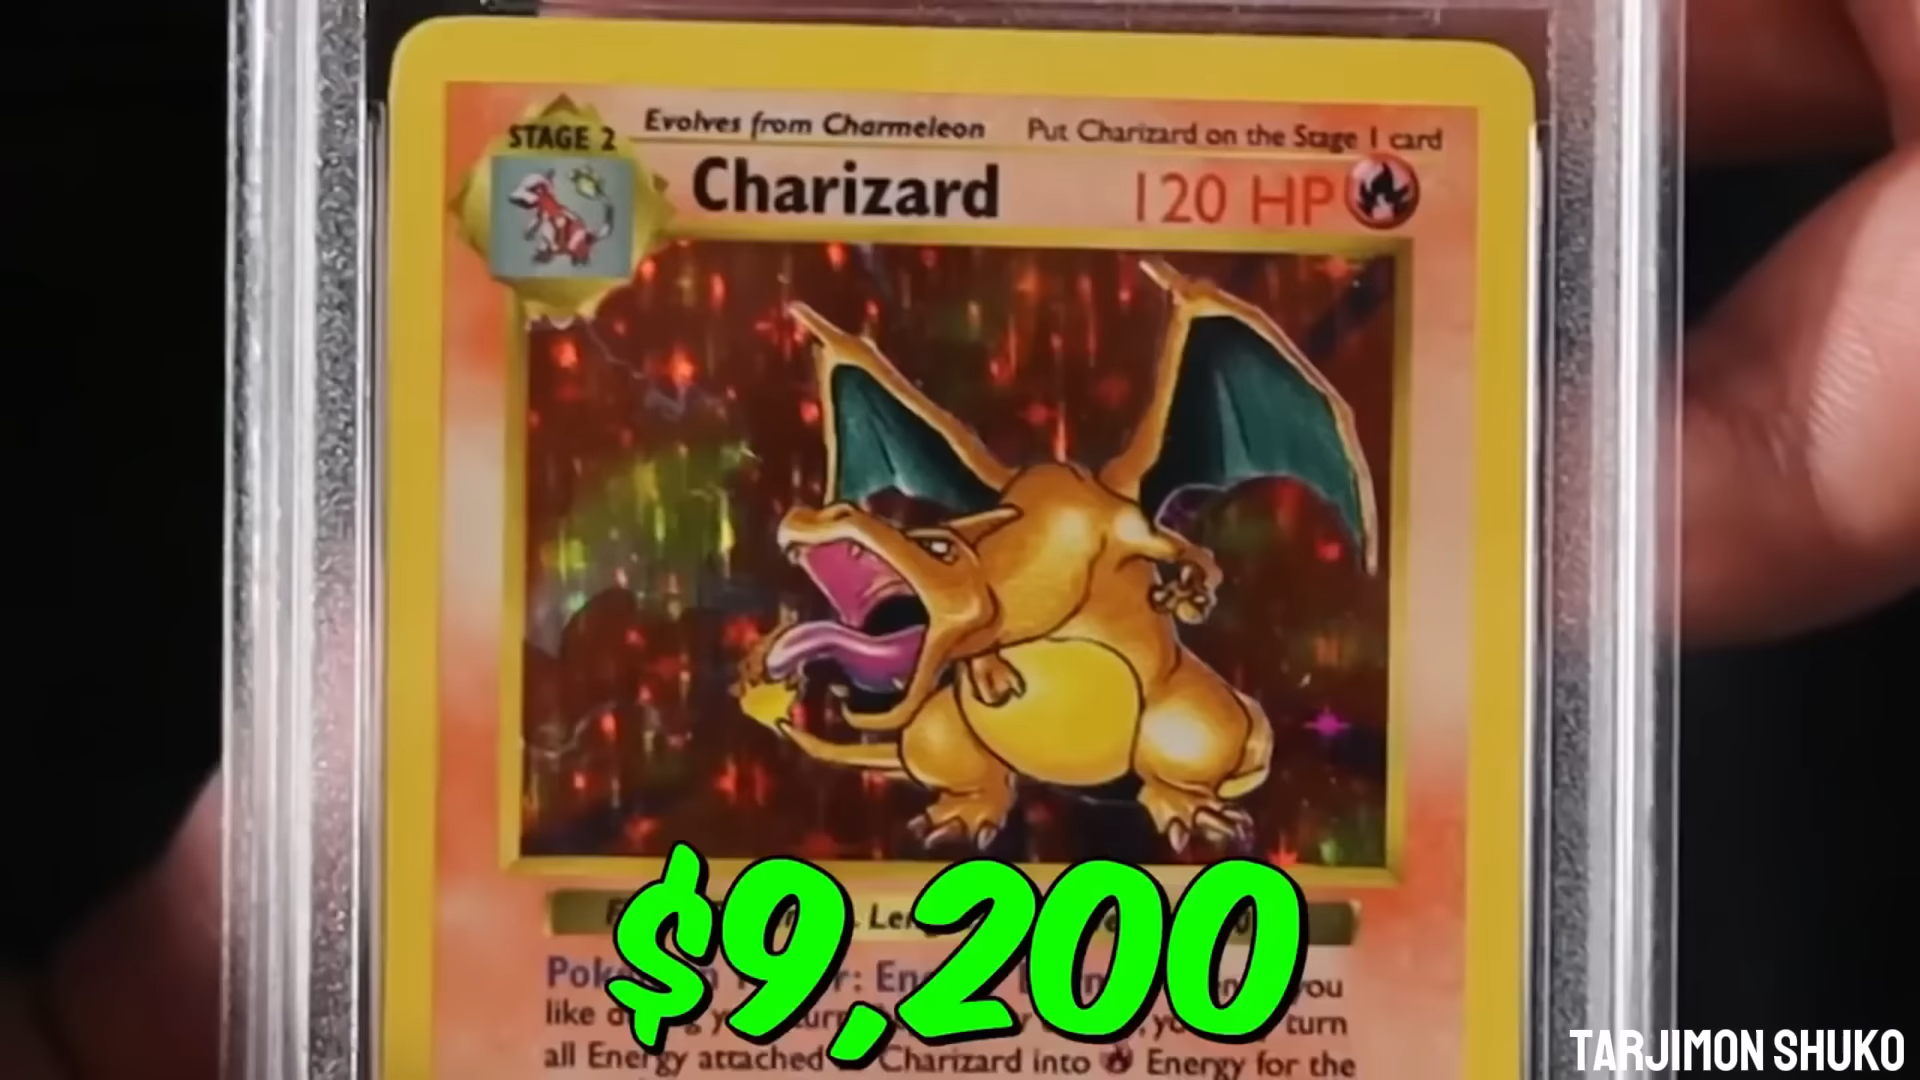 Evolves from Charmeleon Put Charizard on the Stage 1 card
STAGE 2
Charizard 120 HP
$9,200
like you
turn
all Energy attached Charizard into Energy for the
TARJIMON SHUKO